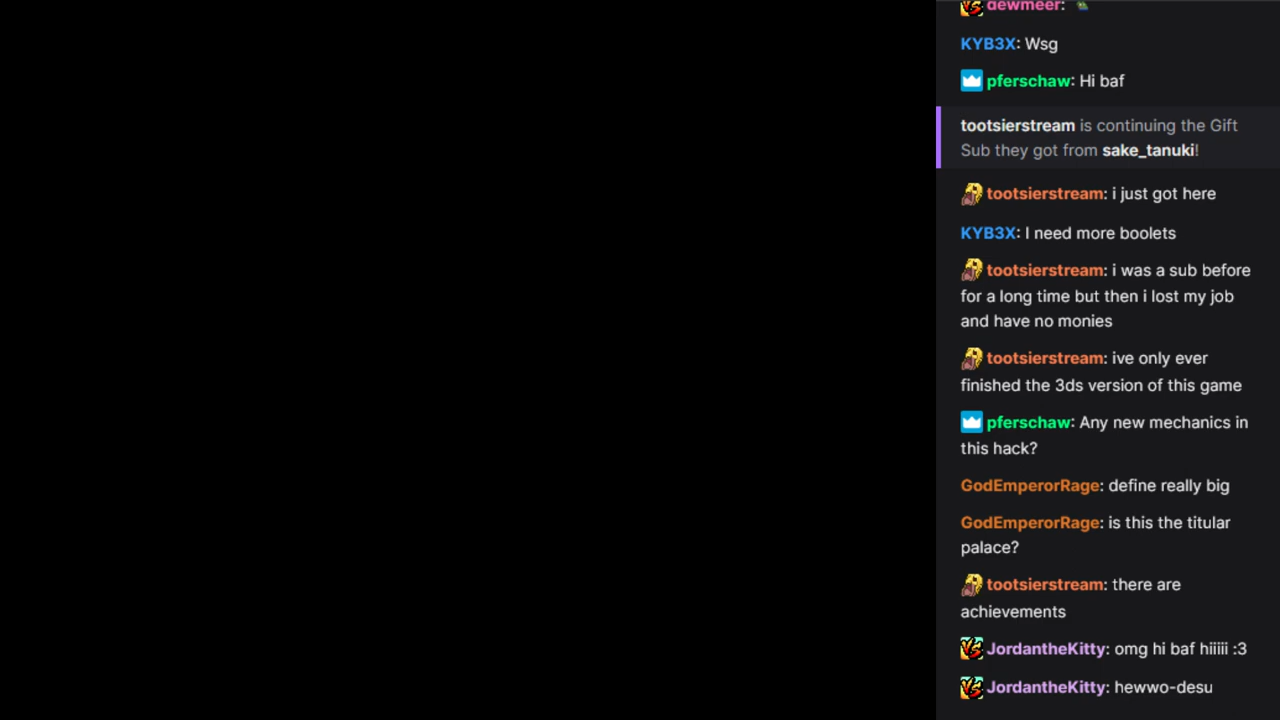 dewmeer:
KYB3X: Wsg
pferschaw: Hi baf
tootsierstream is continuing the Gift
Sub they got from sake_tanuki!
tootsierstream: i just got here
KYB3X: I need more boolets
tootsierstream: i was a sub before
for a long time but then i lost my job
and have no monies
tootsierstream: ive only ever
finished the 3ds version of this game
pferschaw: Any new mechanics in
this hack?
GodEmperorRage: define really big
GodEmperorRage: is this the titular
palace?
tootsierstream: there are
achievements
JordantheKitty: omg hi baf hiiiii :3
JordantheKitty: hewwo-desu